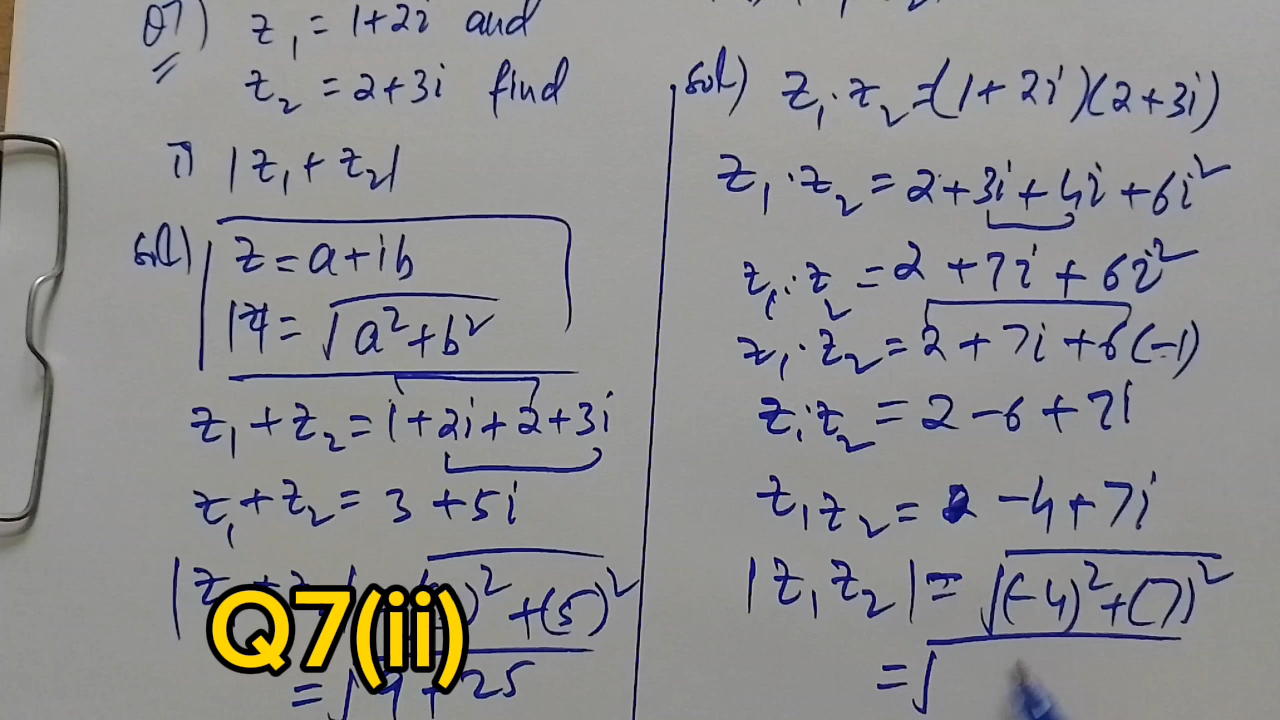 Q7) z₁ = 1+2i and
z₂ = 2+3i find
i) |z₁ + z₂|
Sol) z = a+ib
|z| = √a²+b²
z₁ + z₂ = 1+2i+2+3i
z₁ + z₂ = 3 +5i
)² +(5)²
= √9 + 25
Q7(ii)
Sol) z₁. z₂ =(1+2i)(2+3i)
z₁.z₂ = 2+3i+4i+6i²
z₁.z₂ = 2 +7i + 6i²
z₁.z₂ = 2 + 7i +6(-1)
z₁.z₂ = 2 -6 +7i
z₁z₂ = -4+7i
|z₁z₂| = √(-4)²+(7)²
= √